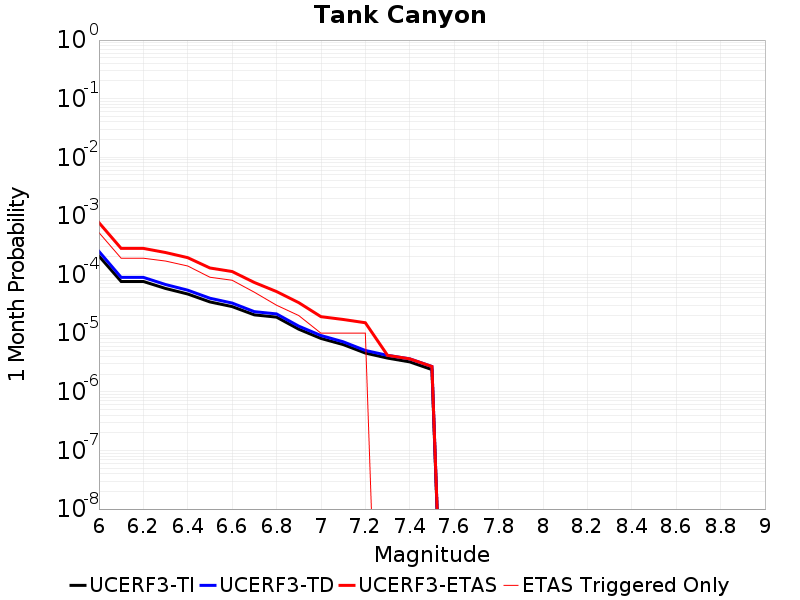 Tank Canyon
1 Month Probability
10^0
10^-1
10^-2
10^-3
10^-4
10^-5
10^-6
10^-7
10^-8
6 6.2 6.4 6.6 6.8 7 7.2 7.4 7.6 7.8 8 8.2 8.4 8.6 8.8 9
Magnitude
UCERF3-TI UCERF3-TD UCERF3-ETAS ETAS Triggered Only